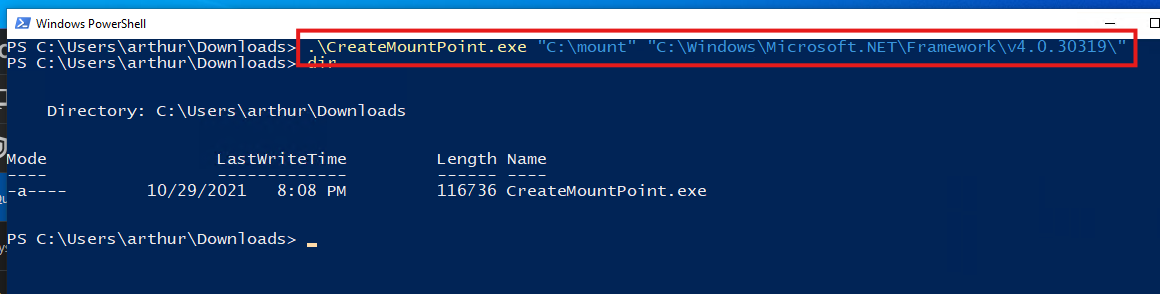 Windows PowerShell
PS C:\Users\arthur\Downloads> .\CreateMountPoint.exe "C:\mount" "C:\Windows\Microsoft.NET\Framework\v4.0.30319\"
PS C:\Users\arthur\Downloads> dir
Directory: C:\Users\arthur\Downloads
Mode LastWriteTime Length Name
---- ------------- ------ ----
-a---- 10/29/2021 8:08 PM 116736 CreateMountPoint.exe
PS C:\Users\arthur\Downloads>